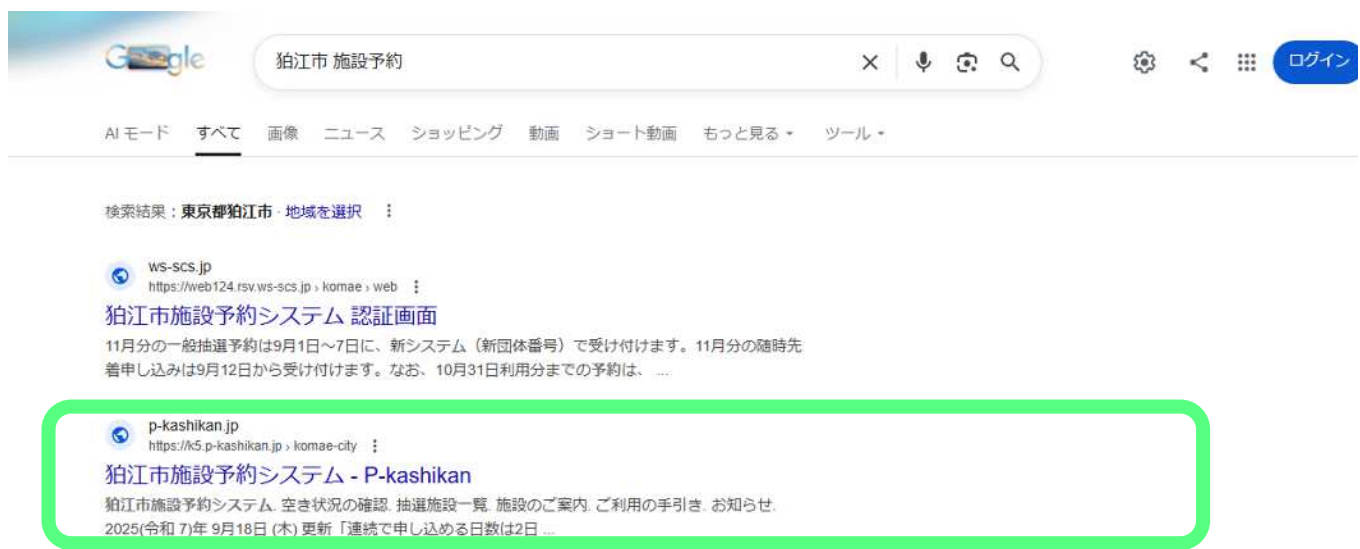 Google
狛江市 施設予約
ログイン
AI モード すべて 画像 ニュース ショッピング 動画 ショート動画 もっと見る ツール
検索結果：東京都狛江市 · 地域を選択
ws-scs.jp
https://web124.rsv.ws-scs.jp › komae › web
狛江市施設予約システム 認証画面
11月分の一般抽選予約は9月1日～7日に、新システム（新団体番号）で受け付けます。11月分の随時先
着申し込みは9月12日から受け付けます。なお、10月31日利用分までの予約は、 ...
p-kashikan.jp
https://k5.p-kashikan.jp › komae-city
狛江市施設予約システム - P-kashikan
狛江市施設予約システム. 空き状況の確認. 抽選施設一覧. 施設のご案内. ご利用の手引き. お知らせ.
2025(令和 7)年 9月18日 (木) 更新「連続で申し込める日数は2日 ...